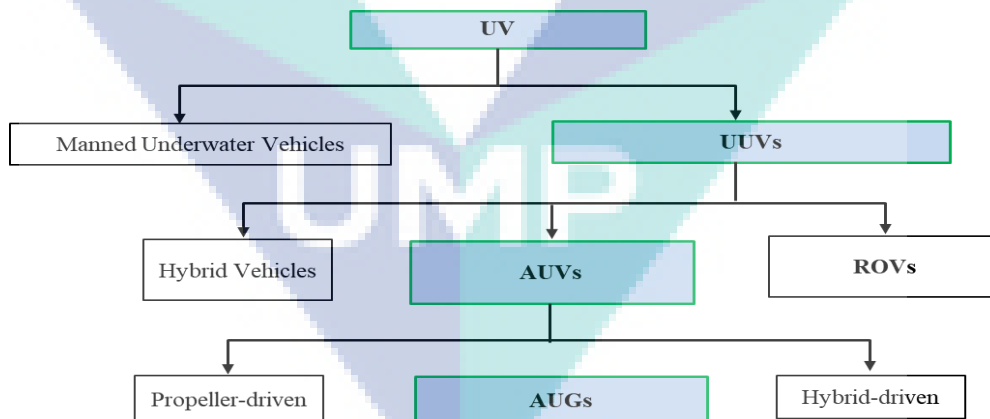 UV
Manned Underwater Vehicles
UUVs
UMP
Hybrid Vehicles
AUVs
ROVs
Propeller-driven
AUGs
Hybrid-driven